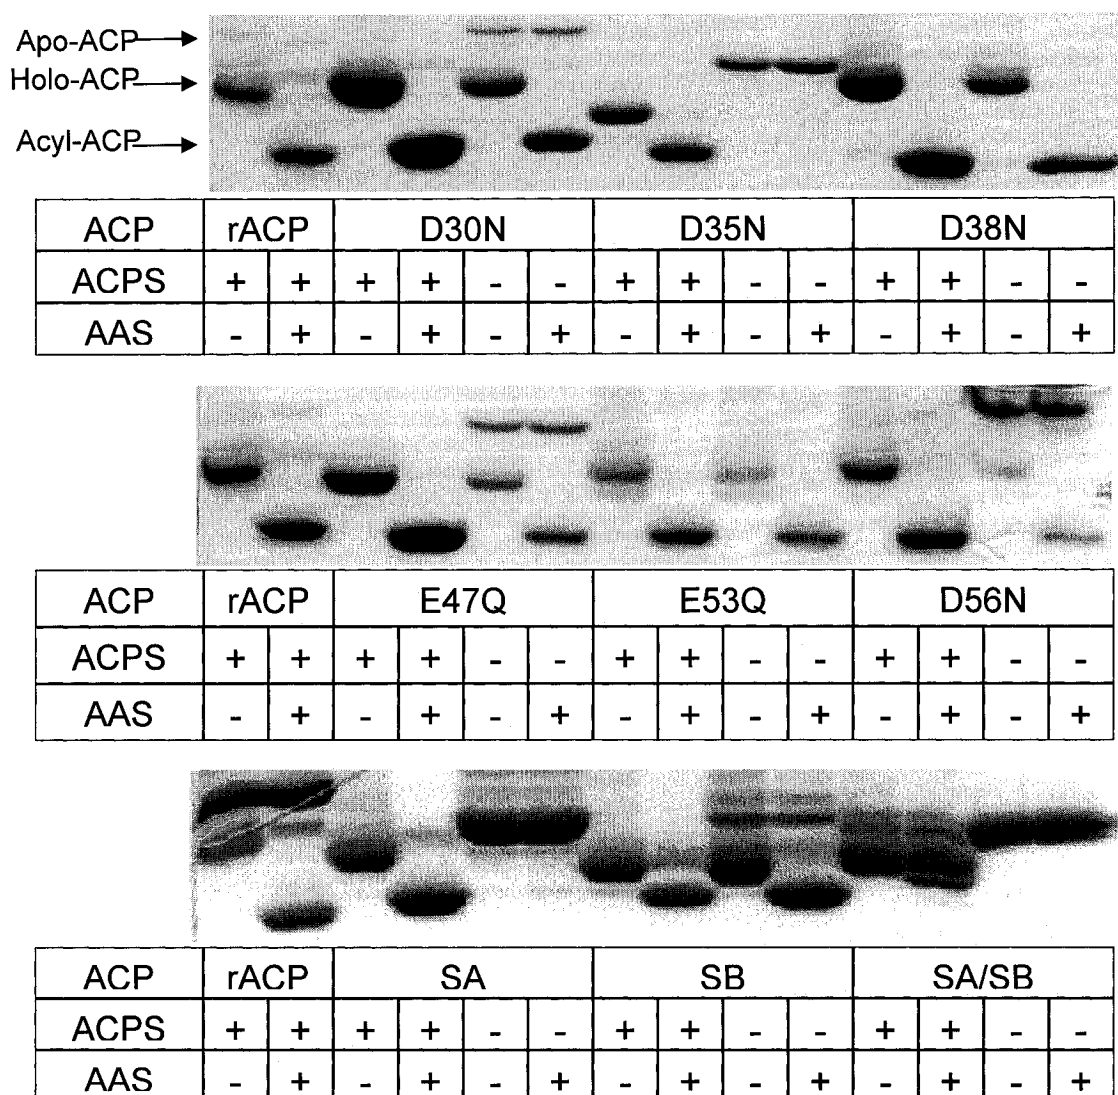 Apo-ACP
Holo-ACP
Acyl-ACP
ACP rACP D30N D35N D38N
ACPS + + + + - - + + - - + + - -
AAS - + - + - + - + - + - + - +
ACP rACP E47Q E53Q D56N
ACPS + + + + - - + + - - + + - -
AAS - + - + - + - + - + - + - +
ACP rACP SA SB SA/SB
ACPS + + + + - - + + - - + + - -
AAS - + - + - + - + - + - + - +